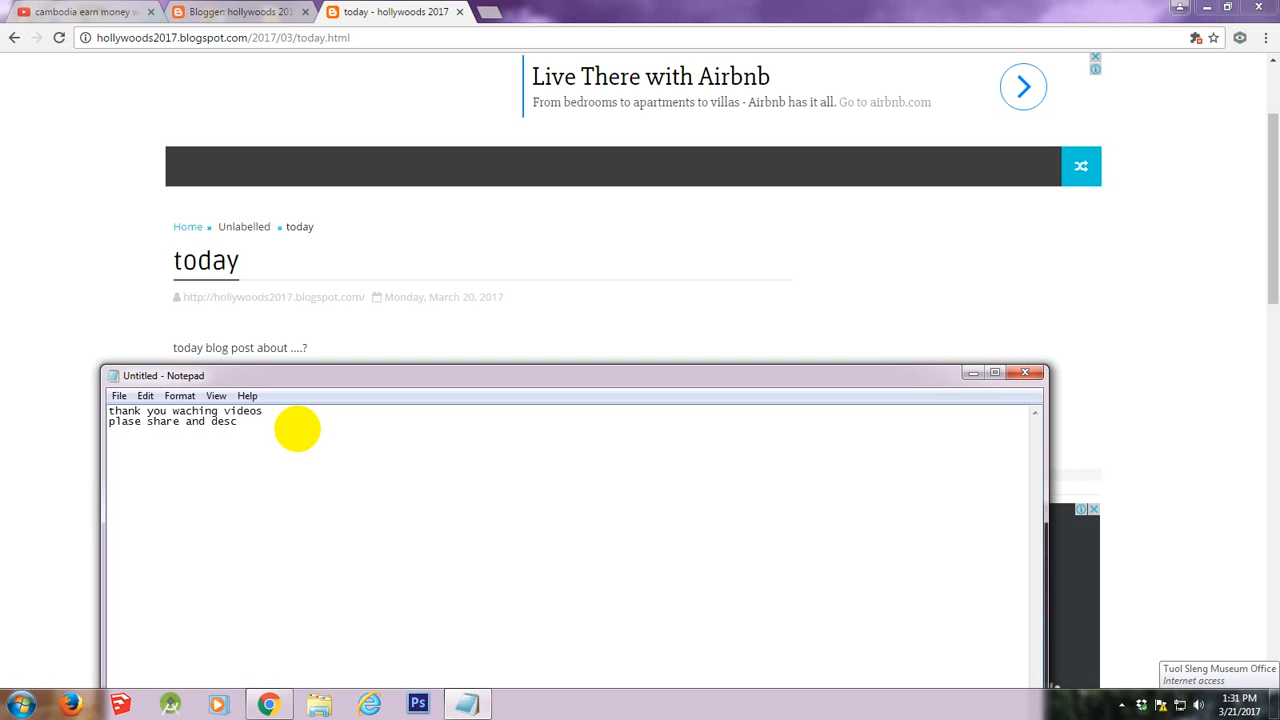 cambodia earn money w
Blogger: hollywoods 201
today - hollywoods 2017
hollywoods2017.blogspot.com/2017/03/today.html
Live There with Airbnb
From bedrooms to apartments to villas - Airbnb has it all. Go to airbnb.com
Home × Unlabelled × today
today
http://hollywoods2017.blogspot.com/ Monday, March 20, 2017
today blog post about ....?
Untitled - Notepad
File Edit Format View Help
thank you waching videos
plase share and desc
Tuol Sleng Museum Office
Internet access
Ps
1:31 PM
3/21/2017